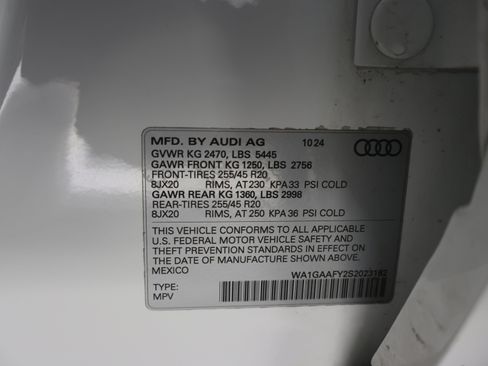 MFD. BY AUDI AG 10 24
GVWR KG 2470, LBS 5445
GAWR FRONT KG 1250, LBS 2756
FRONT-TIRES 255/45 R20
8JX20 RIMS, AT 230 KPA 33 PSI COLD
GAWR REAR KG 1360, LBS 2998
REAR-TIRES 255/45 R20
8JX20 RIMS, AT 250 KPA 36 PSI COLD
THIS VEHICLE CONFORMS TO ALL APPLICABLE
U.S. FEDERAL MOTOR VEHICLE SAFETY AND
THEFT PREVENTION STANDARDS IN EFFECT ON
THE DATE OF MANUFACTURE SHOWN ABOVE.
MEXICO
WA1GAAFY2S2023182
TYPE:
MPV